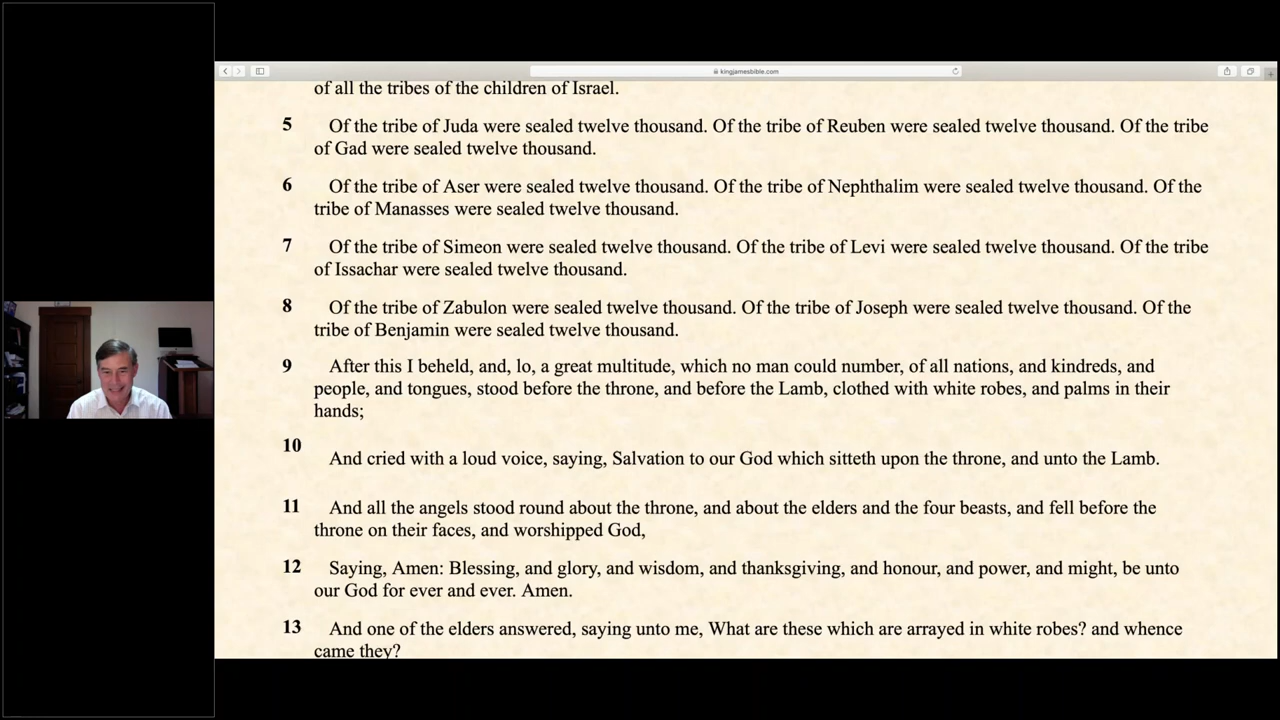 kingjamesbible.com
of all the tribes of the children of Israel.
5 Of the tribe of Juda were sealed twelve thousand. Of the tribe of Reuben were sealed twelve thousand. Of the tribe
of Gad were sealed twelve thousand.
6 Of the tribe of Aser were sealed twelve thousand. Of the tribe of Nephthalim were sealed twelve thousand. Of the
tribe of Manasses were sealed twelve thousand.
7 Of the tribe of Simeon were sealed twelve thousand. Of the tribe of Levi were sealed twelve thousand. Of the tribe
of Issachar were sealed twelve thousand.
8 Of the tribe of Zabulon were sealed twelve thousand. Of the tribe of Joseph were sealed twelve thousand. Of the
tribe of Benjamin were sealed twelve thousand.
9 After this I beheld, and, lo, a great multitude, which no man could number, of all nations, and kindreds, and
people, and tongues, stood before the throne, and before the Lamb, clothed with white robes, and palms in their
hands;
10
And cried with a loud voice, saying, Salvation to our God which sitteth upon the throne, and unto the Lamb.
11 And all the angels stood round about the throne, and about the elders and the four beasts, and fell before the
throne on their faces, and worshipped God,
12 Saying, Amen: Blessing, and glory, and wisdom, and thanksgiving, and honour, and power, and might, be unto
our God for ever and ever. Amen.
13 And one of the elders answered, saying unto me, What are these which are arrayed in white robes? and whence
came they?